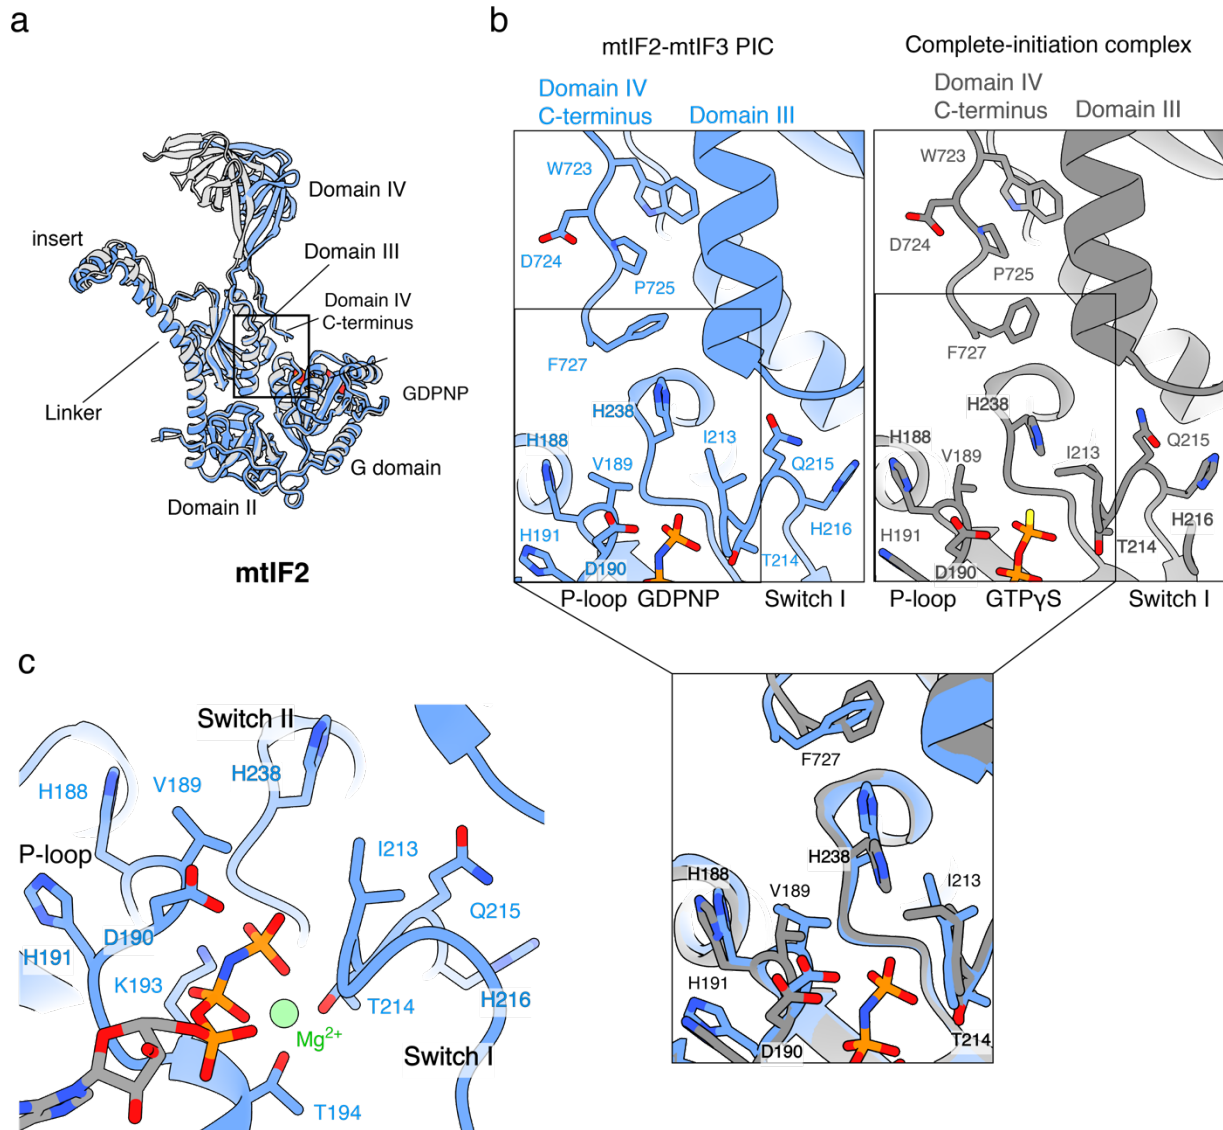 a
Domain IV
insert
Domain III
Domain IV
C-terminus
Linker
GDPNP
G domain
Domain II
mtIF2
b
mtIF2-mtIF3 PIC
Complete-initiation complex
Domain IV
C-terminus
Domain III
W723
D724
P725
F727
H238
H188
V189
I213
Q215
H191
H216
D190
T214
P-loop
GDPNP
Switch I
Domain IV
C-terminus
Domain III
W723
D724
P725
F727
H238
H188
V189
I213
Q215
H191
H216
D190
T214
P-loop
GTPγS
Switch I
F727
H238
H188
V189
I213
H191
D190
T214
c
Switch II
H188
V189
H238
P-loop
I213
Q215
H191
D190
K193
T214
H216
Mg2+
Switch I
T194